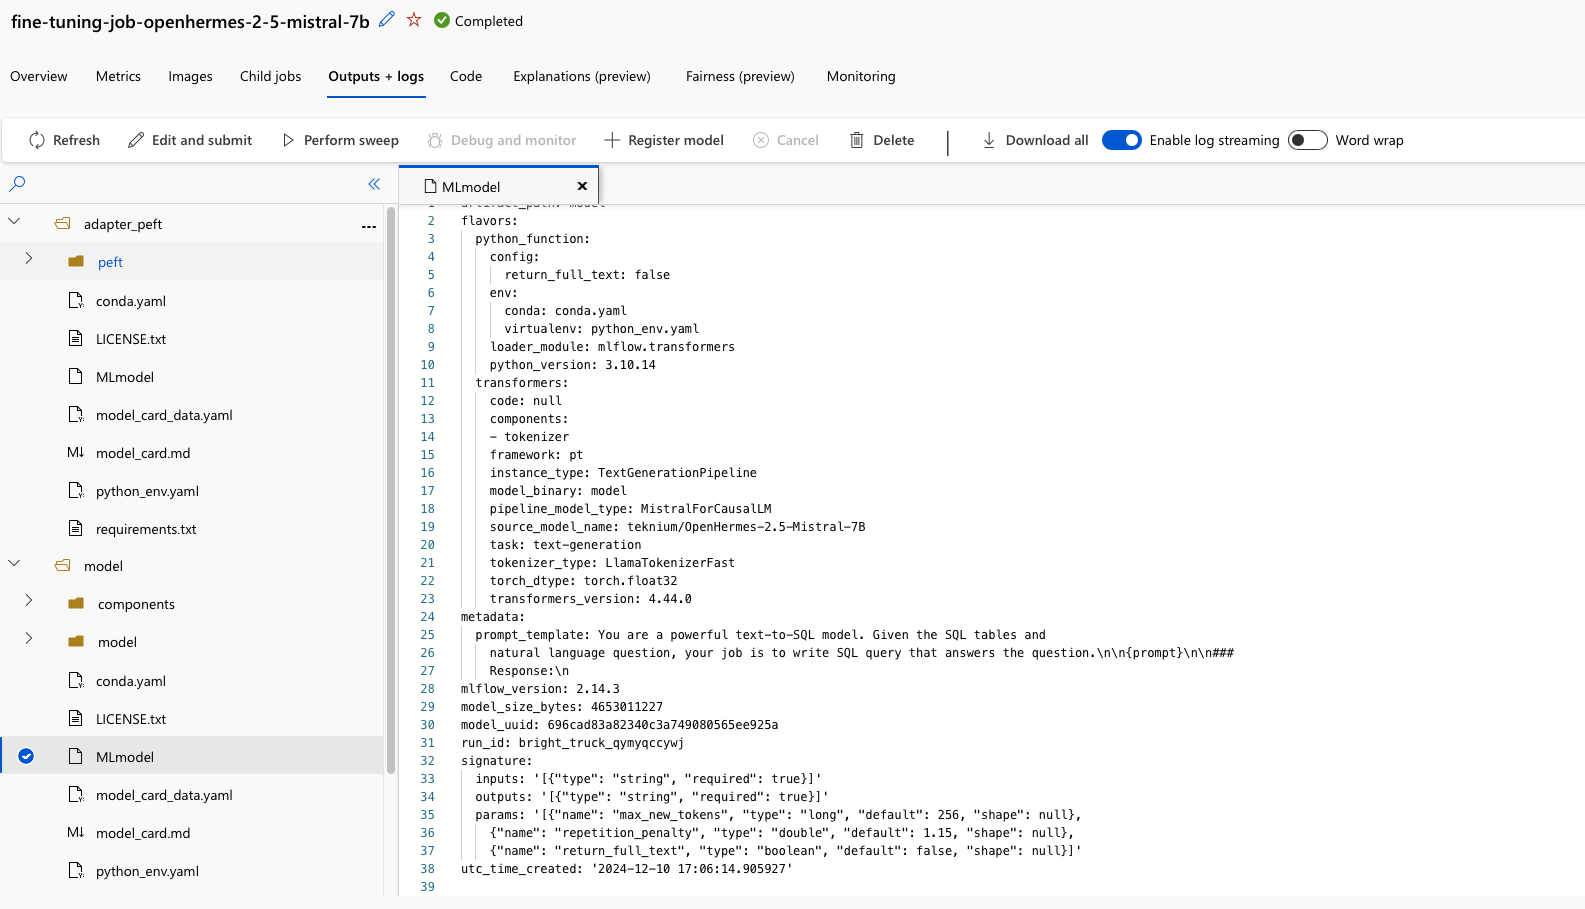 fine-tuning-job-openhermes-2-5-mistral-7b Completed
Overview Metrics Images Child jobs Outputs + logs Code Explanations (preview) Fairness (preview) Monitoring
Refresh Edit and submit Perform sweep Debug and monitor Register model Cancel Delete Download all Enable log streaming Word wrap
adapter_peft ...
peft
conda.yaml
LICENSE.txt
MLmodel
model_card_data.yaml
model_card.md
python_env.yaml
requirements.txt
model
components
model
conda.yaml
LICENSE.txt
MLmodel
model_card_data.yaml
model_card.md
python_env.yaml
MLmodel
1 artifact_path: model
2 flavors:
3 python_function:
4 config:
5 return_full_text: false
6 env:
7 conda: conda.yaml
8 virtualenv: python_env.yaml
9 loader_module: mlflow.transformers
10 python_version: 3.10.14
11 transformers:
12 code: null
13 components:
14 - tokenizer
15 framework: pt
16 instance_type: TextGenerationPipeline
17 model_binary: model
18 pipeline_model_type: MistralForCausalLM
19 source_model_name: teknium/OpenHermes-2.5-Mistral-7B
20 task: text-generation
21 tokenizer_type: LlamaTokenizerFast
22 torch_dtype: torch.float32
23 transformers_version: 4.44.0
24 metadata:
25 prompt_template: You are a powerful text-to-SQL model. Given the SQL tables and
26 natural language question, your job is to write SQL query that answers the question.\n\n{prompt}\n\n###
27 Response:\n
28 mlflow_version: 2.14.3
29 model_size_bytes: 4653011227
30 model_uuid: 696cad83a82340c3a749080565ee925a
31 run_id: bright_truck_qymyqccywj
32 signature:
33 inputs: '[{"type": "string", "required": true}]'
34 outputs: '[{"type": "string", "required": true}]'
35 params: '[{"name": "max_new_tokens", "type": "long", "default": 256, "shape": null},
36 {"name": "repetition_penalty", "type": "double", "default": 1.15, "shape": null},
37 {"name": "return_full_text", "type": "boolean", "default": false, "shape": null}]'
38 utc_time_created: '2024-12-10 17:06:14.905927'
39